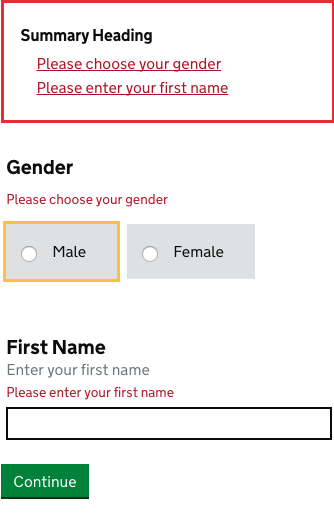 Summary Heading
Please choose your gender
Please enter your first name
Gender
Please choose your gender
Male Female
First Name
Enter your first name
Please enter your first name
Continue